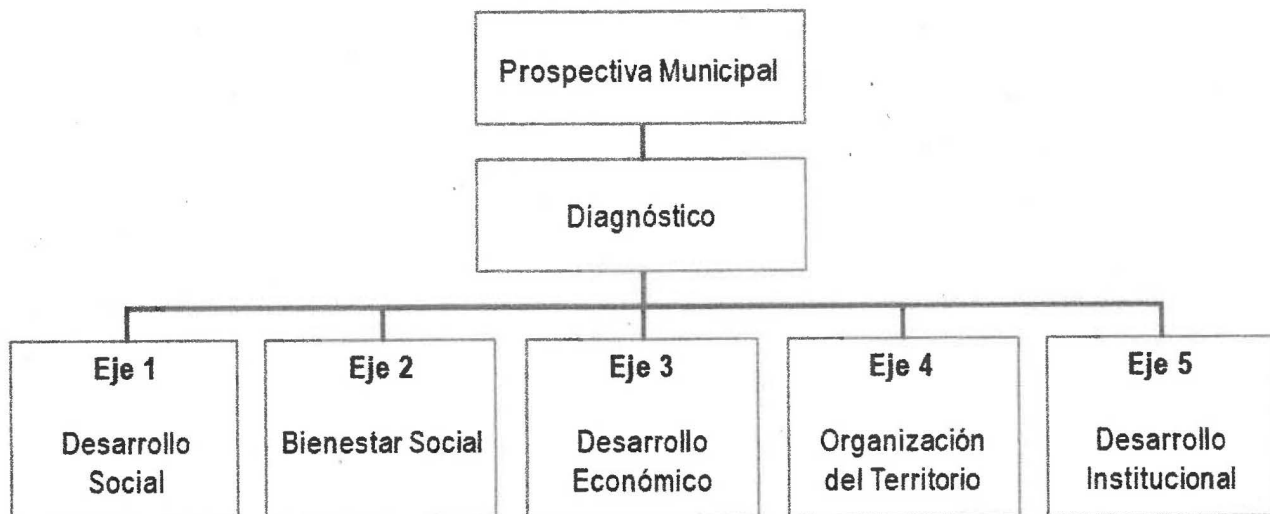 Prospectiva Municipal
Diagnóstico
Eje 1
Desarrollo
Social
Eje 2
Bienestar Social
Eje 3
Desarrollo
Económico
Eje 4
Organización
del Territorio
Eje 5
Desarrollo
Institucional